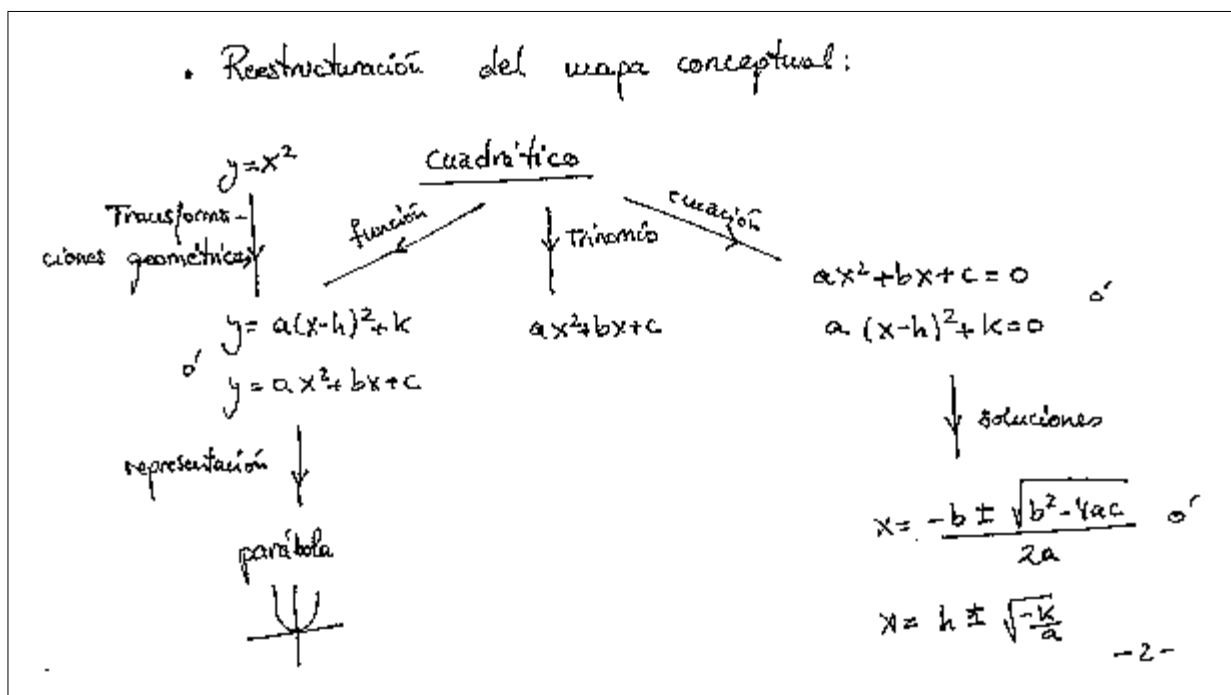 • Reestructuración del mapa conceptual:
cuadrático
y=x²
Transforma-
ciones geométricas
función
Trinomio
ecuación
y= a(x-h)²+k
ó
y= ax²+bx+c
ax²+bx+c
ax²+bx+c=0 ó
a (x-h)²+k=0
representación
parábola
soluciones
x= -b ± √b²-4ac / 2a ó
x= h ± √-k/a
-2-